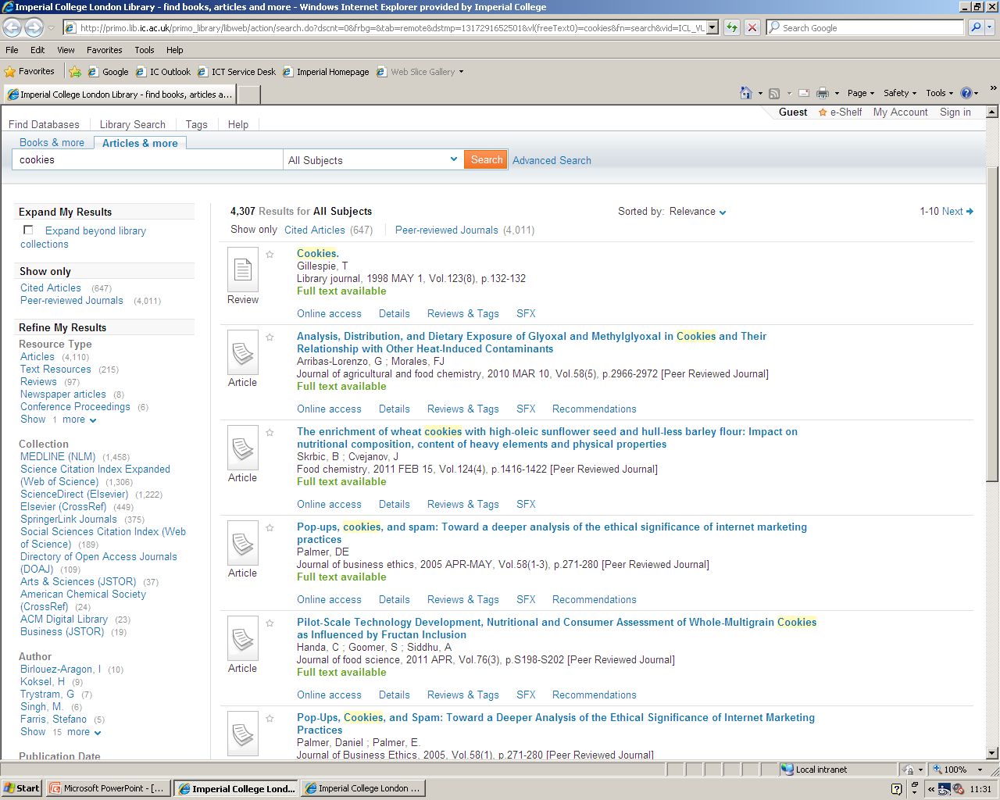 Imperial College London Library - find books, articles and more - Windows Internet Explorer provided by Imperial College
http://primo.lib.ic.ac.uk/primo_library/libweb/action/search.do?dscnt=0&frbg=&tab=remote&dstmp=1317291652501&vl(freeText0)=cookies&fn=search&vid=ICL_VU
Search Google
File Edit View Favorites Tools Help
Favorites Google IC Outlook ICT Service Desk Imperial Homepage Web Slice Gallery
Imperial College London Library - find books, articles a... Page Safety Tools »
Guest e-Shelf My Account Sign in
Find Databases Library Search Tags Help
Books & more Articles & more
cookies All Subjects Search Advanced Search
Expand My Results
Expand beyond library
collections
Show only
Cited Articles (647)
Peer-reviewed Journals (4,011)
Refine My Results
Resource Type
Articles (4,110)
Text Resources (215)
Reviews (97)
Newspaper articles (8)
Conference Proceedings (6)
Show 1 more
Collection
MEDLINE (NLM) (1,458)
Science Citation Index Expanded
(Web of Science) (1,306)
ScienceDirect (Elsevier) (1,222)
Elsevier (CrossRef) (449)
SpringerLink Journals (375)
Social Sciences Citation Index (Web
of Science) (189)
Directory of Open Access Journals
(DOAJ) (109)
Arts & Sciences (JSTOR) (37)
American Chemical Society
(CrossRef) (24)
ACM Digital Library (23)
Business (JSTOR) (19)
Author
Birlouez-Aragon, I (10)
Koksel, H (9)
Trystram, G (7)
Singh, M. (6)
Farris, Stefano (5)
Show 15 more
Publication Date
4,307 Results for All Subjects Sorted by: Relevance 1-10 Next
Show only Cited Articles (647) Peer-reviewed Journals (4,011)
Cookies.
Gillespie, T
Library journal, 1998 MAY 1, Vol.123(8), p.132-132
Full text available
Review
Online access Details Reviews & Tags SFX
Analysis, Distribution, and Dietary Exposure of Glyoxal and Methylglyoxal in Cookies and Their
Relationship with Other Heat-Induced Contaminants
Arribas-Lorenzo, G ; Morales, FJ
Journal of agricultural and food chemistry, 2010 MAR 10, Vol.58(5), p.2966-2972 [Peer Reviewed Journal]
Article
Full text available
Online access Details Reviews & Tags SFX Recommendations
The enrichment of wheat cookies with high-oleic sunflower seed and hull-less barley flour: Impact on
nutritional composition, content of heavy elements and physical properties
Skrbic, B ; Cvejanov, J
Food chemistry, 2011 FEB 15, Vol.124(4), p.1416-1422 [Peer Reviewed Journal]
Article
Full text available
Online access Details Reviews & Tags SFX
Pop-ups, cookies, and spam: Toward a deeper analysis of the ethical significance of internet marketing
practices
Palmer, DE
Journal of business ethics, 2005 APR-MAY, Vol.58(1-3), p.271-280 [Peer Reviewed Journal]
Article
Full text available
Online access Details Reviews & Tags SFX Recommendations
Pilot-Scale Technology Development, Nutritional and Consumer Assessment of Whole-Multigrain Cookies
as Influenced by Fructan Inclusion
Handa, C ; Goomer, S ; Siddhu, A
Journal of food science, 2011 APR, Vol.76(3), p.S198-S202 [Peer Reviewed Journal]
Article
Full text available
Online access Details Reviews & Tags SFX Recommendations
Pop-Ups, Cookies, and Spam: Toward a Deeper Analysis of the Ethical Significance of Internet Marketing
Practices
Palmer, Daniel ; Palmer, E.
Journal of Business Ethics, 2005, Vol.58(1), p.271-280 [Peer Reviewed Journal]
Local intranet 100%
Start Microsoft PowerPoint - [... Imperial College Lond... Imperial College London ... « 11:31